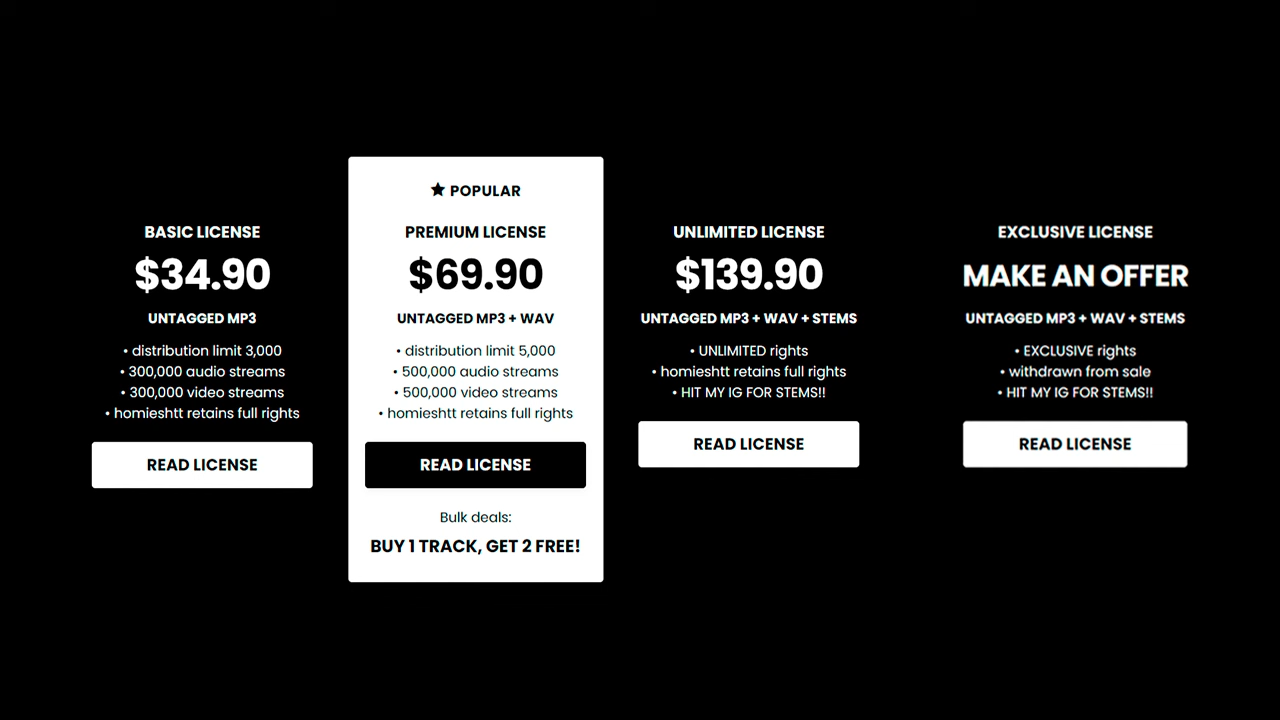 BASIC LICENSE
$34.90
UNTAGGED MP3
• distribution limit 3,000
• 300,000 audio streams
• 300,000 video streams
• homieshtt retains full rights
READ LICENSE
★ POPULAR
PREMIUM LICENSE
$69.90
UNTAGGED MP3 + WAV
• distribution limit 5,000
• 500,000 audio streams
• 500,000 video streams
• homieshtt retains full rights
READ LICENSE
Bulk deals:
BUY 1 TRACK, GET 2 FREE!
UNLIMITED LICENSE
$139.90
UNTAGGED MP3 + WAV + STEMS
• UNLIMITED rights
• homieshtt retains full rights
• HIT MY IG FOR STEMS!!
READ LICENSE
EXCLUSIVE LICENSE
MAKE AN OFFER
UNTAGGED MP3 + WAV + STEMS
• EXCLUSIVE rights
• withdrawn from sale
• HIT MY IG FOR STEMS!!
READ LICENSE